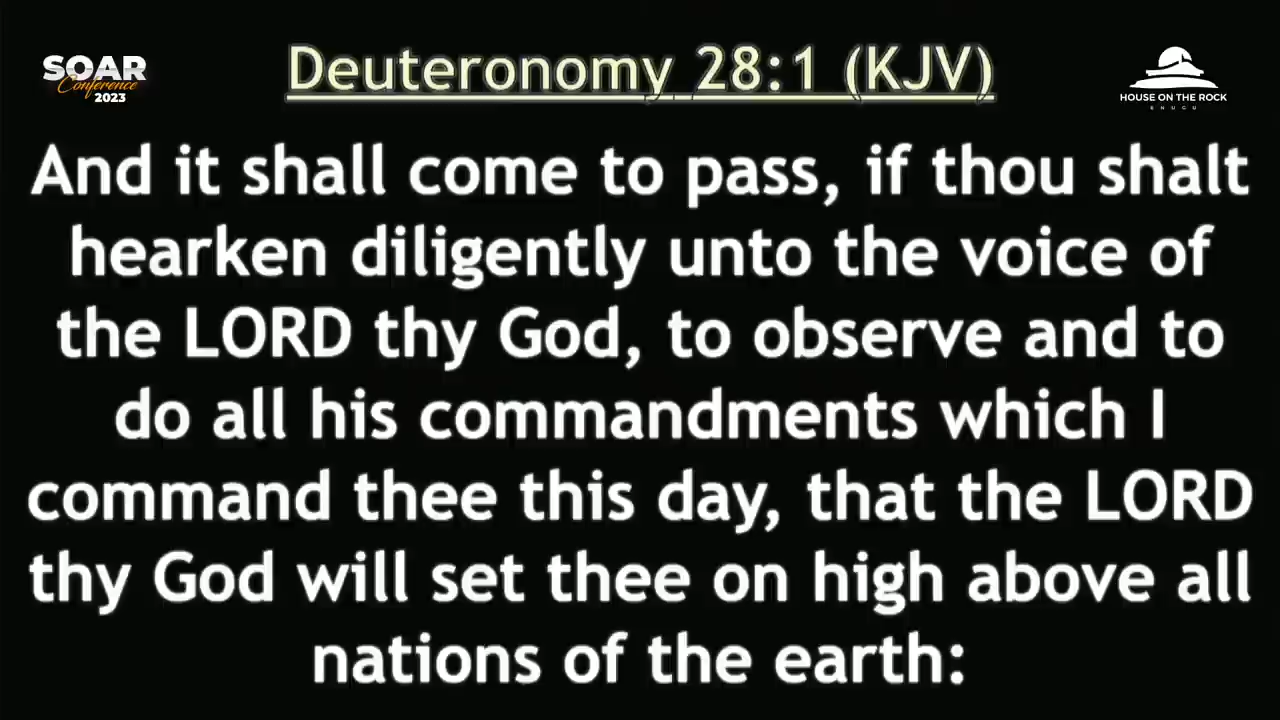 SOAR
Conference
2023
Deuteronomy 28:1 (KJV)
HOUSE ON THE ROCK
ENUGU
And it shall come to pass, if thou shalt
hearken diligently unto the voice of
the LORD thy God, to observe and to
do all his commandments which I
command thee this day, that the LORD
thy God will set thee on high above all
nations of the earth: